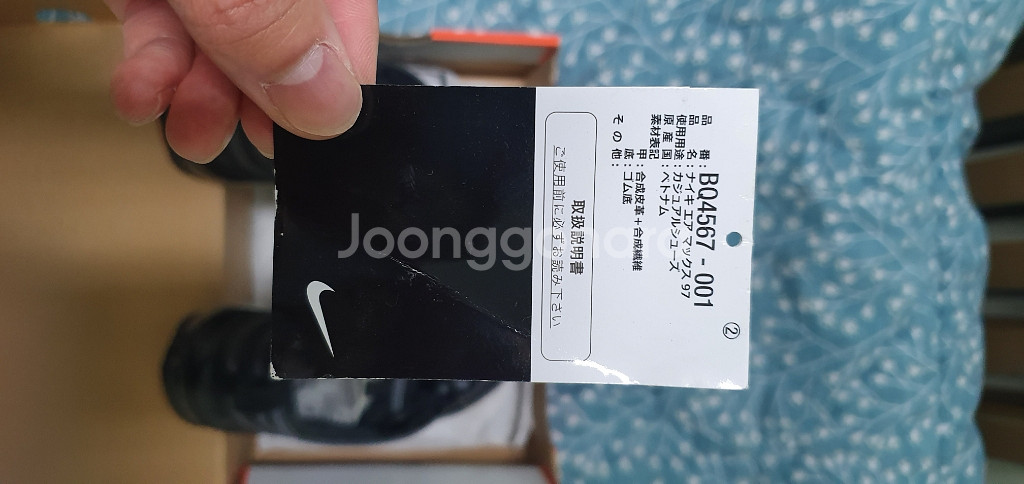 ②
品番:BQ4567-001
品名:ナイキ エア マックス 97
使用用途:カジュアルシューズ
原産国:ベトナム
素材表記 甲:合成皮革+合成繊維
底:ゴム底
その他:
取扱説明書
ご使用前に必ずお読み下さい
Joonggonara